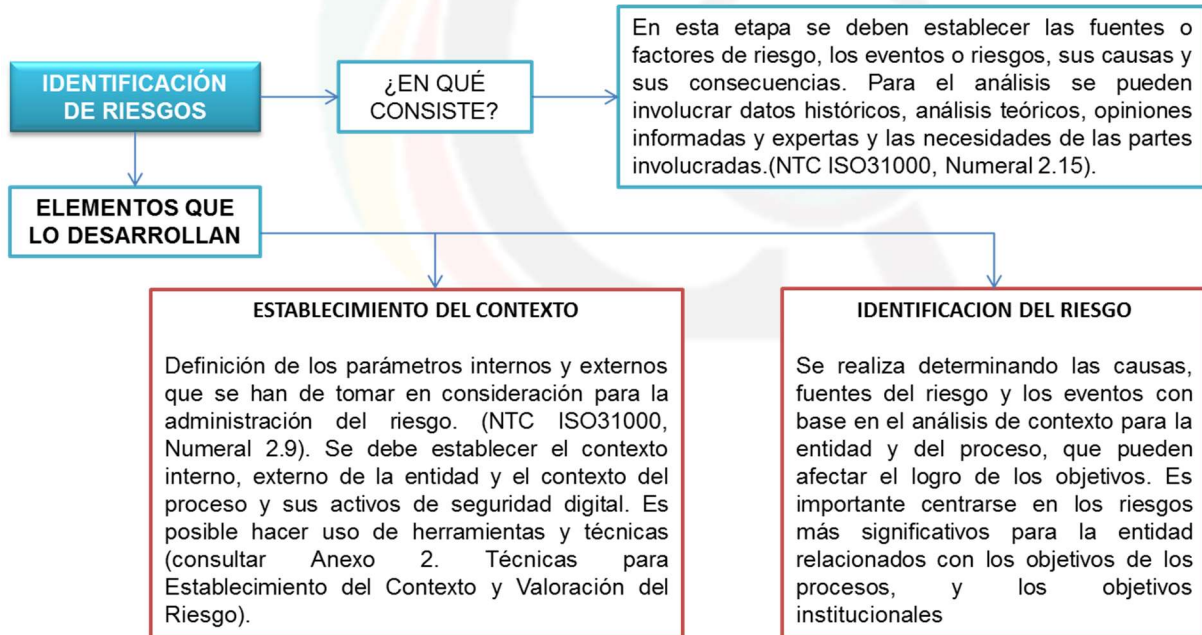 IDENTIFICACIÓN
DE RIESGOS
¿EN QUÉ
CONSISTE?
En esta etapa se deben establecer las fuentes o
factores de riesgo, los eventos o riesgos, sus causas y
sus consecuencias. Para el análisis se pueden
involucrar datos históricos, análisis teóricos, opiniones
informadas y expertas y las necesidades de las partes
involucradas.(NTC ISO31000, Numeral 2.15).
ELEMENTOS QUE
LO DESARROLLAN
ESTABLECIMIENTO DEL CONTEXTO
Definición de los parámetros internos y externos
que se han de tomar en consideración para la
administración del riesgo. (NTC ISO31000,
Numeral 2.9). Se debe establecer el contexto
interno, externo de la entidad y el contexto del
proceso y sus activos de seguridad digital. Es
posible hacer uso de herramientas y técnicas
(consultar Anexo 2. Técnicas para
Establecimiento del Contexto y Valoración del
Riesgo).
IDENTIFICACION DEL RIESGO
Se realiza determinando las causas,
fuentes del riesgo y los eventos con
base en el análisis de contexto para la
entidad y del proceso, que pueden
afectar el logro de los objetivos. Es
importante centrarse en los riesgos
más significativos para la entidad
relacionados con los objetivos de los
procesos, y los objetivos
institucionales